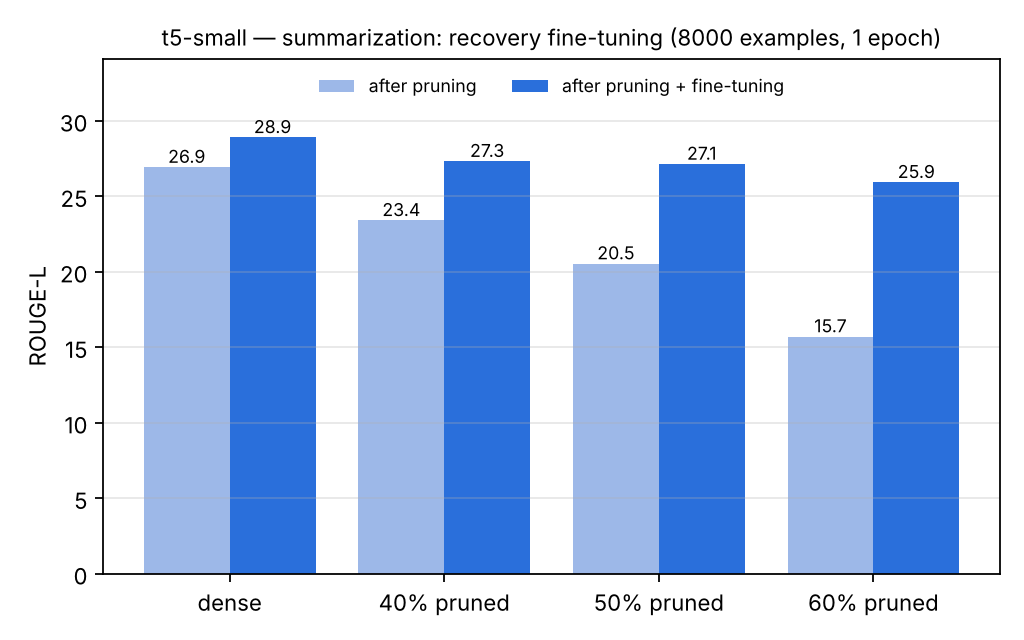 t5-small — summarization: recovery fine-tuning (8000 examples, 1 epoch)
after pruning
after pruning + fine-tuning
ROUGE-L
30
25
20
15
10
5
0
26.9
28.9
23.4
27.3
20.5
27.1
15.7
25.9
dense
40% pruned
50% pruned
60% pruned